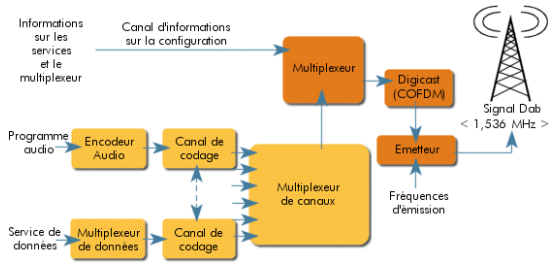 Informations
sur les
services
et le
multiplexeur
Canal d'informations
sur la configuration
Multiplexeur
Digicast
(COFDM)
Signal Dab
< 1,536 MHz >
Programme
audio
Encodeur
Audio
Canal de
codage
Emetteur
Multiplexeur
de canaux
Fréquences
d'émission
Service de
données
Multiplexeur
de données
Canal de
codage